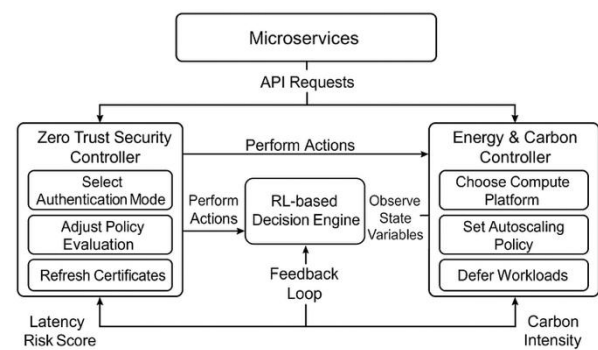 Microservices
API Requests
Zero Trust Security
Controller
Select
Authentication Mode
Adjust Policy
Evaluation
Refresh Certificates
Perform Actions
Perform
Actions
RL-based
Decision Engine
Observe
State
Variables
Energy & Carbon
Controller
Choose Compute
Platform
Set Autoscaling
Policy
Defer Workloads
Feedback
Loop
Latency
Risk Score
Carbon
Intensity